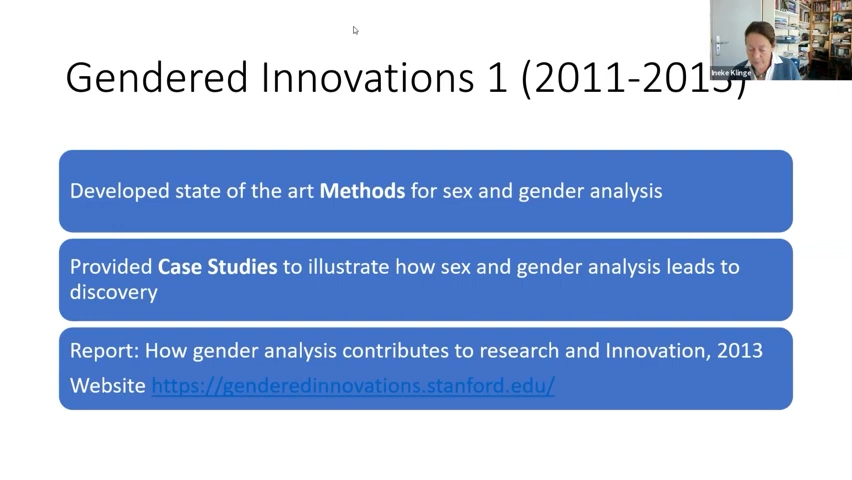 Ineke Klinge
Gendered Innovations 1 (2011-2013)
Developed state of the art Methods for sex and gender analysis
Provided Case Studies to illustrate how sex and gender analysis leads to
discovery
Report: How gender analysis contributes to research and Innovation, 2013
Website https://genderedinnovations.stanford.edu/